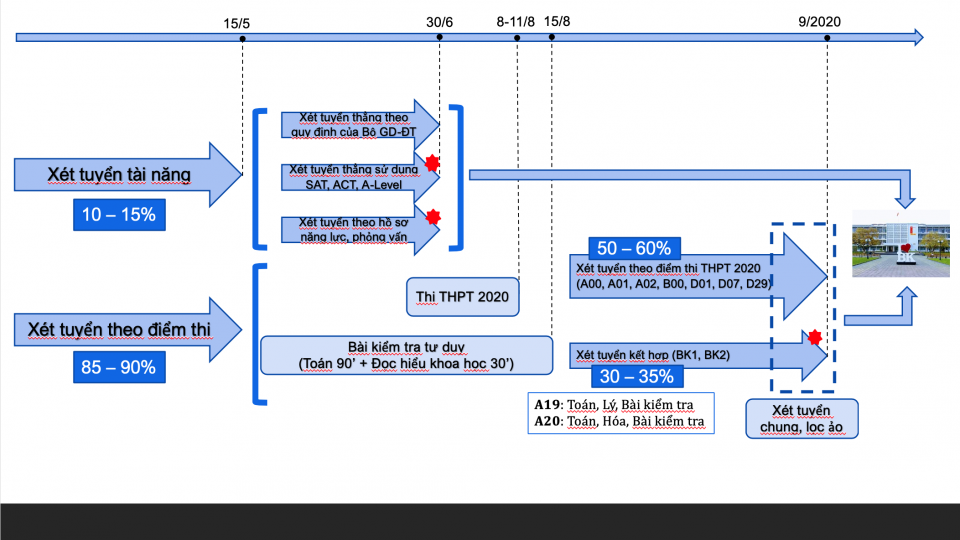 15/5
30/6
8-11/8
15/8
9/2020
Xét tuyển thẳng theo
quy định của Bộ GD-ĐT
Xét tuyển tài năng
10 – 15%
Xét tuyển thẳng sử dụng
SAT, ACT, A-Level
Xét tuyển theo hồ sơ
năng lực, phỏng vấn
BK
50 – 60%
Xét tuyển theo điểm thi THPT 2020
(A00, A01, A02, B00, D01, D07, D29)
Thi THPT 2020
Xét tuyển theo điểm thi
85 – 90%
Bài kiểm tra tư duy
(Toán 90’ + Đọc hiểu khoa học 30’)
Xét tuyển kết hợp (BK1, BK2)
30 – 35%
A19: Toán, Lý, Bài kiểm tra
A20: Toán, Hóa, Bài kiểm tra
Xét tuyển
chung, lọc ảo